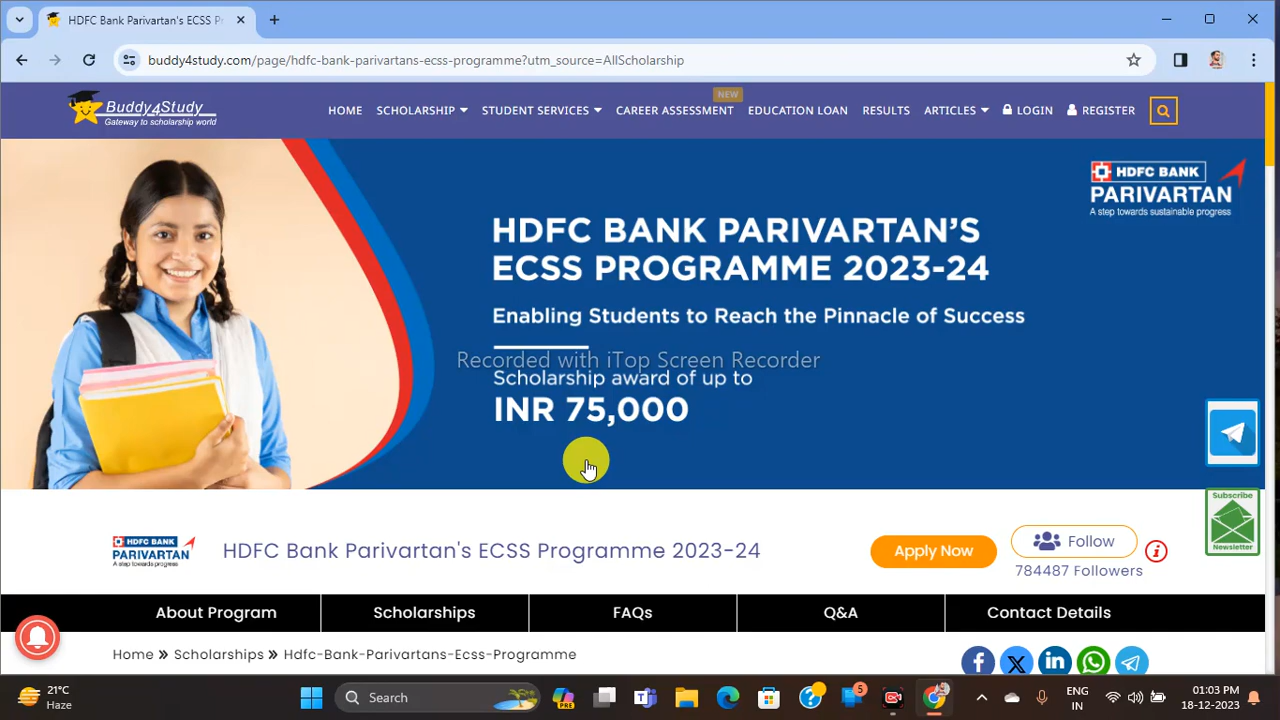 HDFC Bank Parivartan's ECSS P
buddy4study.com/page/hdfc-bank-parivartans-ecss-programme?utm_source=AllScholarship
Buddy4Study
Gateway to scholarship world
HOME SCHOLARSHIP STUDENT SERVICES CAREER ASSESSMENT NEW EDUCATION LOAN RESULTS ARTICLES LOGIN REGISTER
HDFC BANK
PARIVARTAN
A step towards sustainable progress
HDFC BANK PARIVARTAN'S
ECSS PROGRAMME 2023-24
Enabling Students to Reach the Pinnacle of Success
Recorded with iTop Screen Recorder
Scholarship award of up to
INR 75,000
Subscribe
Newsletter
HDFC BANK
PARIVARTAN
A step towards progress
HDFC Bank Parivartan's ECSS Programme 2023-24
Apply Now
Follow
784487 Followers
About Program Scholarships FAQs Q&A Contact Details
Home » Scholarships » Hdfc-Bank-Parivartans-Ecss-Programme
21°C
Haze
Search
PRE
5
ENG
IN
01:03 PM
18-12-2023